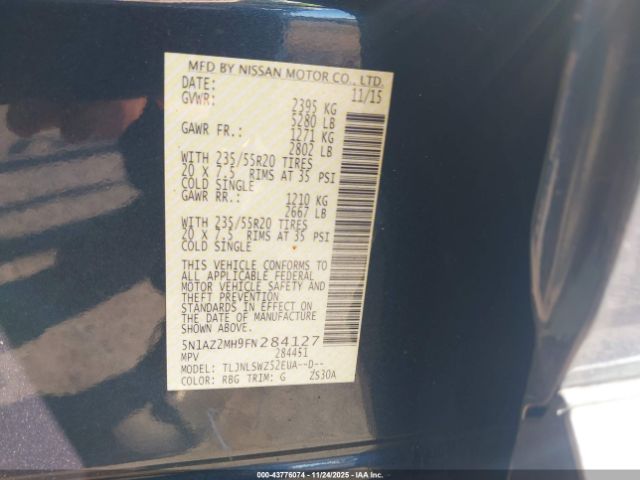 MFD BY NISSAN MOTOR CO., LTD.
DATE: 11/15
GVWR: 2395 KG
5280 LB
GAWR FR.: 1271 KG
2802 LB
WITH 235/55R20 TIRES
20 X 7.5 RIMS AT 35 PSI
COLD SINGLE
GAWR RR.: 1210 KG
2667 LB
WITH 235/55R20 TIRES
20 X 7.5 RIMS AT 35 PSI
COLD SINGLE
THIS VEHICLE CONFORMS TO
ALL APPLICABLE FEDERAL
MOTOR VEHICLE SAFETY AND
THEFT PREVENTION
STANDARDS IN EFFECT ON
THE DATE OF MANUFACTURE
SHOWN ABOVE.
5N1AZ2MH9FN284127
MPV 284451
MODEL: TLJNLSWZ52EUA--D--
COLOR: RBG TRIM: G ZS30A
000-43776074 | 11/24/2025 - IAA Inc.